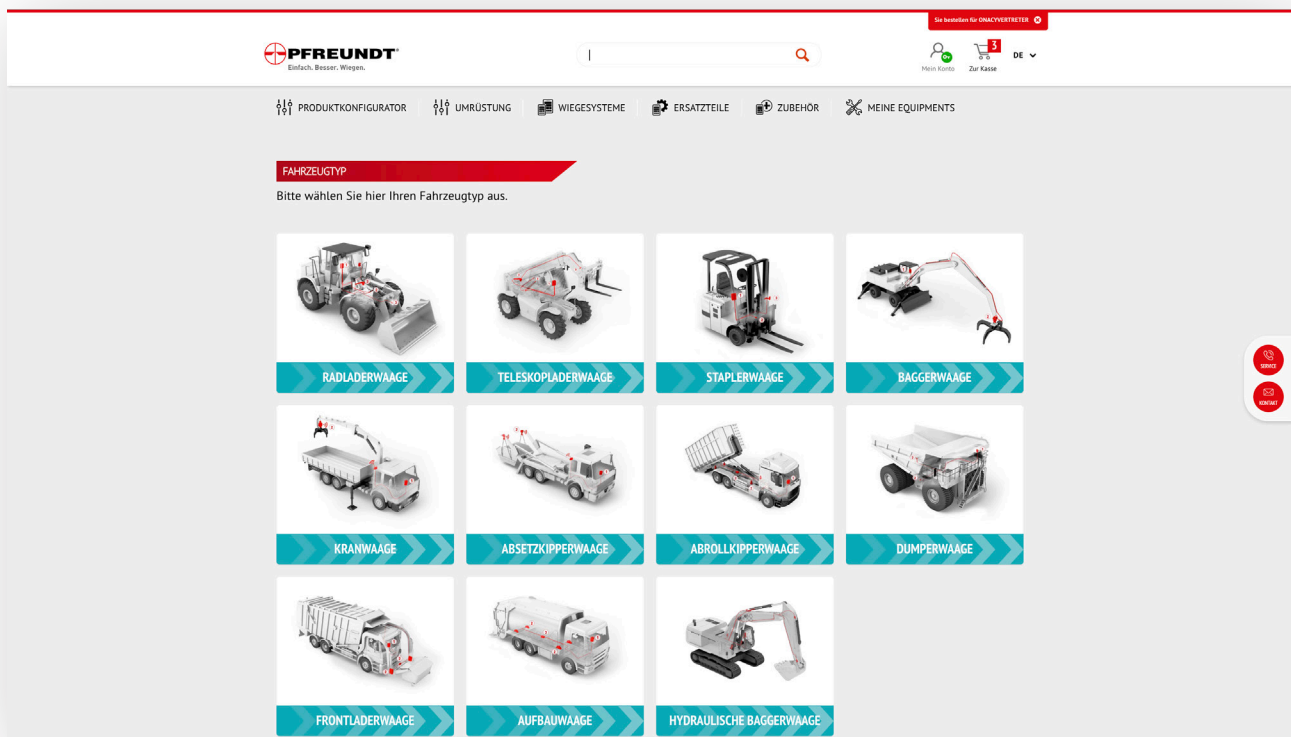 Sie bestellen für ONACYVERTRETER
PFREUNDT®
Einfach. Besser. Wiegen.
3
Mein Konto
Zur Kasse
DE
PRODUKTKONFIGURATOR
UMRÜSTUNG
WIEGESYSTEME
ERSATZTEILE
ZUBEHÖR
MEINE EQUIPMENTS
FAHRZEUGTYP
Bitte wählen Sie hier Ihren Fahrzeugtyp aus.
RADLADERWAAGE
TELESKOPLADERWAAGE
STAPLERWAAGE
BAGGERWAAGE
SERVICE
KONTAKT
KRANWAAGE
ABSETZKIPPERWAAGE
ABROLLKIPPERWAAGE
DUMPERWAAGE
FRONTLADERWAAGE
AUFBAUWAAGE
HYDRAULISCHE BAGGERWAAGE